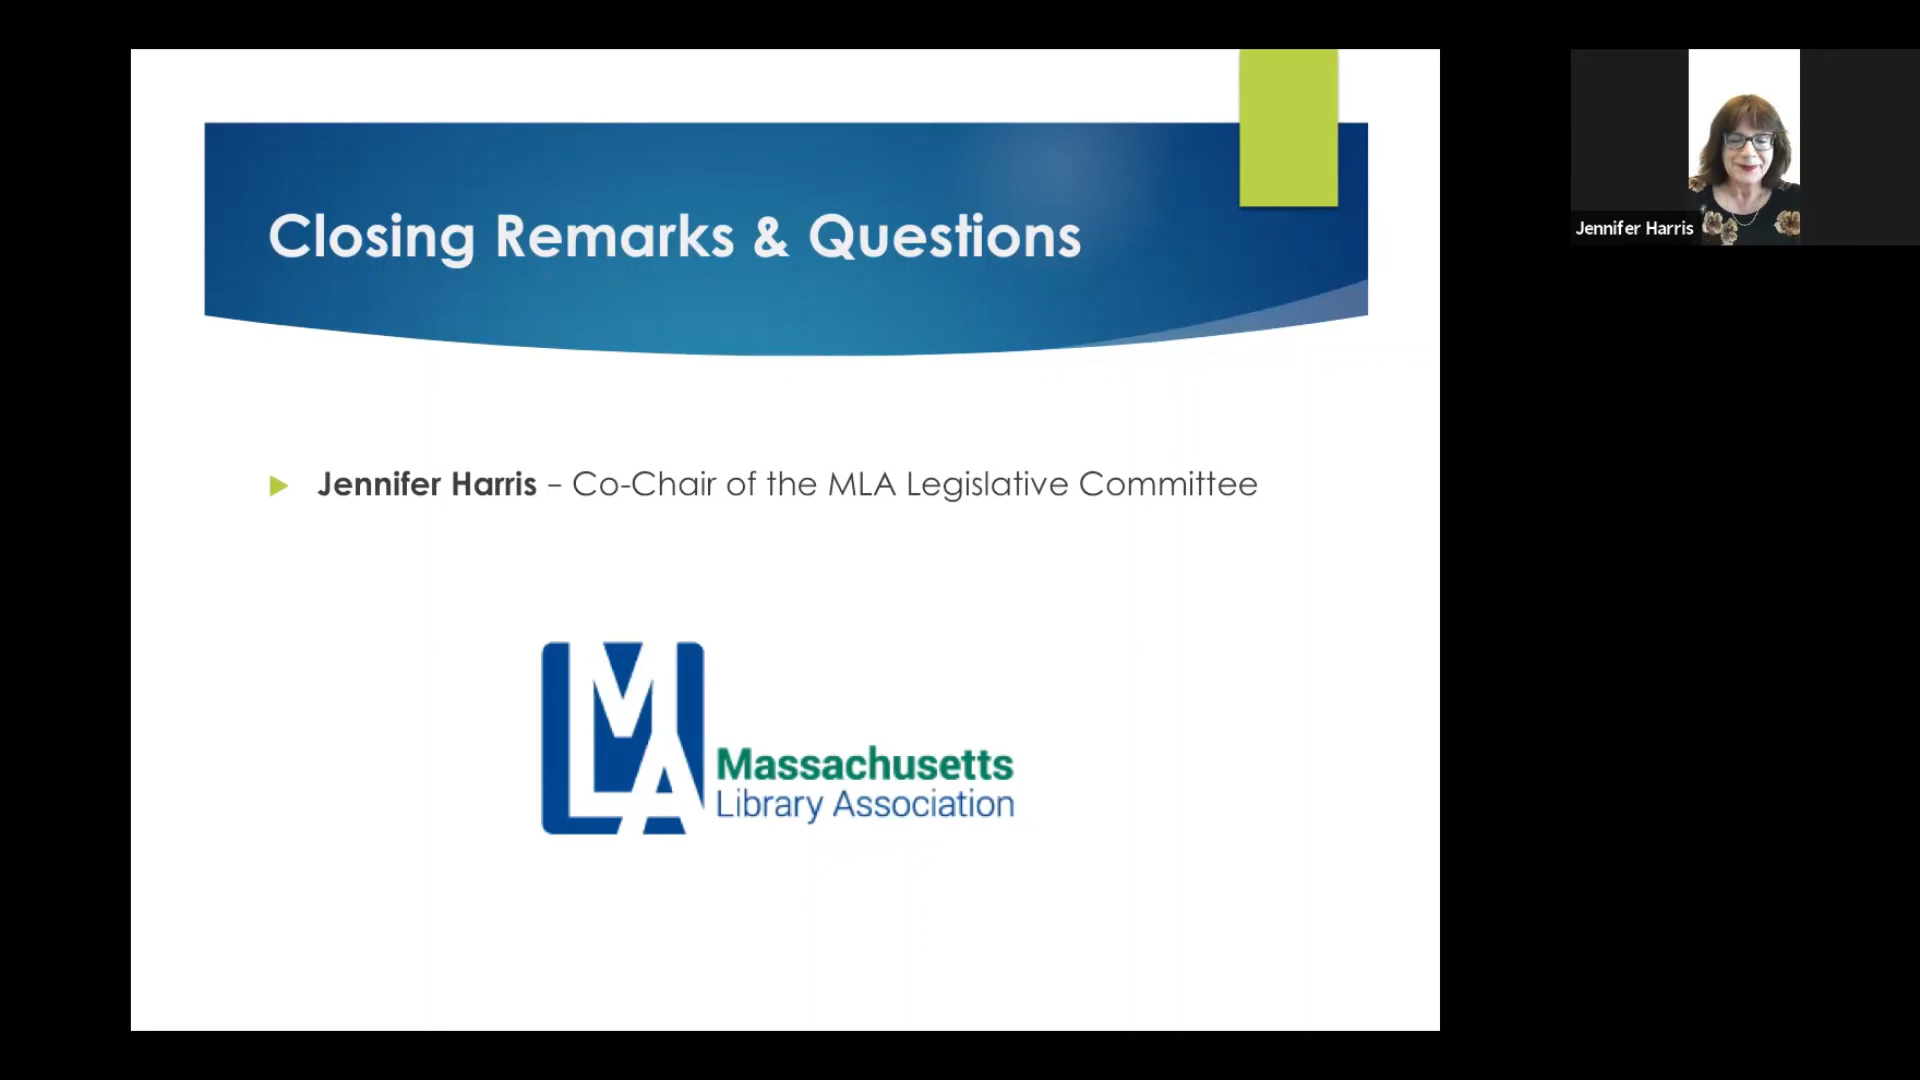 Closing Remarks & Questions
Jennifer Harris
Jennifer Harris – Co-Chair of the MLA Legislative Committee
MLA
Massachusetts
Library Association